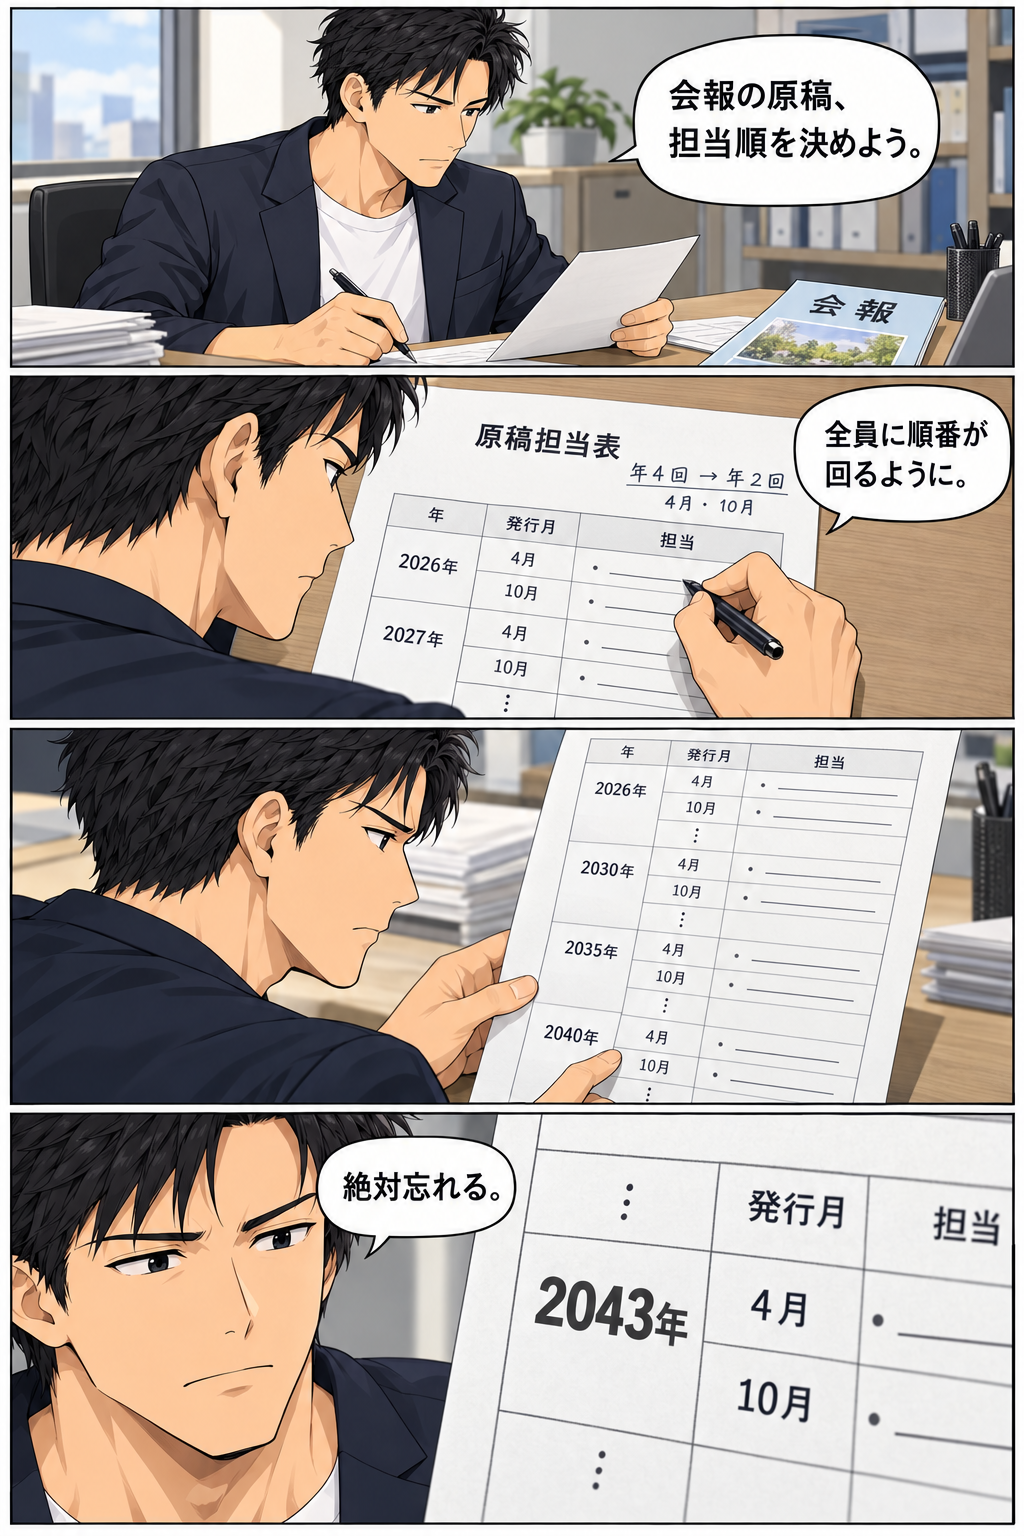 会報の原稿、
担当順を決めよう。
会報
原稿担当表
年4回 → 年2回
4月・10月
年 発行月 担当
2026年 4月 •
10月 •
2027年 4月 •
10月 •
⋮
全員に順番が
回るように。
年 発行月 担当
2026年 4月 •
10月 •
⋮
2030年 4月 •
10月 •
⋮
2035年 4月 •
10月 •
⋮
2040年 4月 •
10月 •
⋮
絶対忘れる。
⋮ 発行月 担当
2043年 4月 •
10月 •
⋮